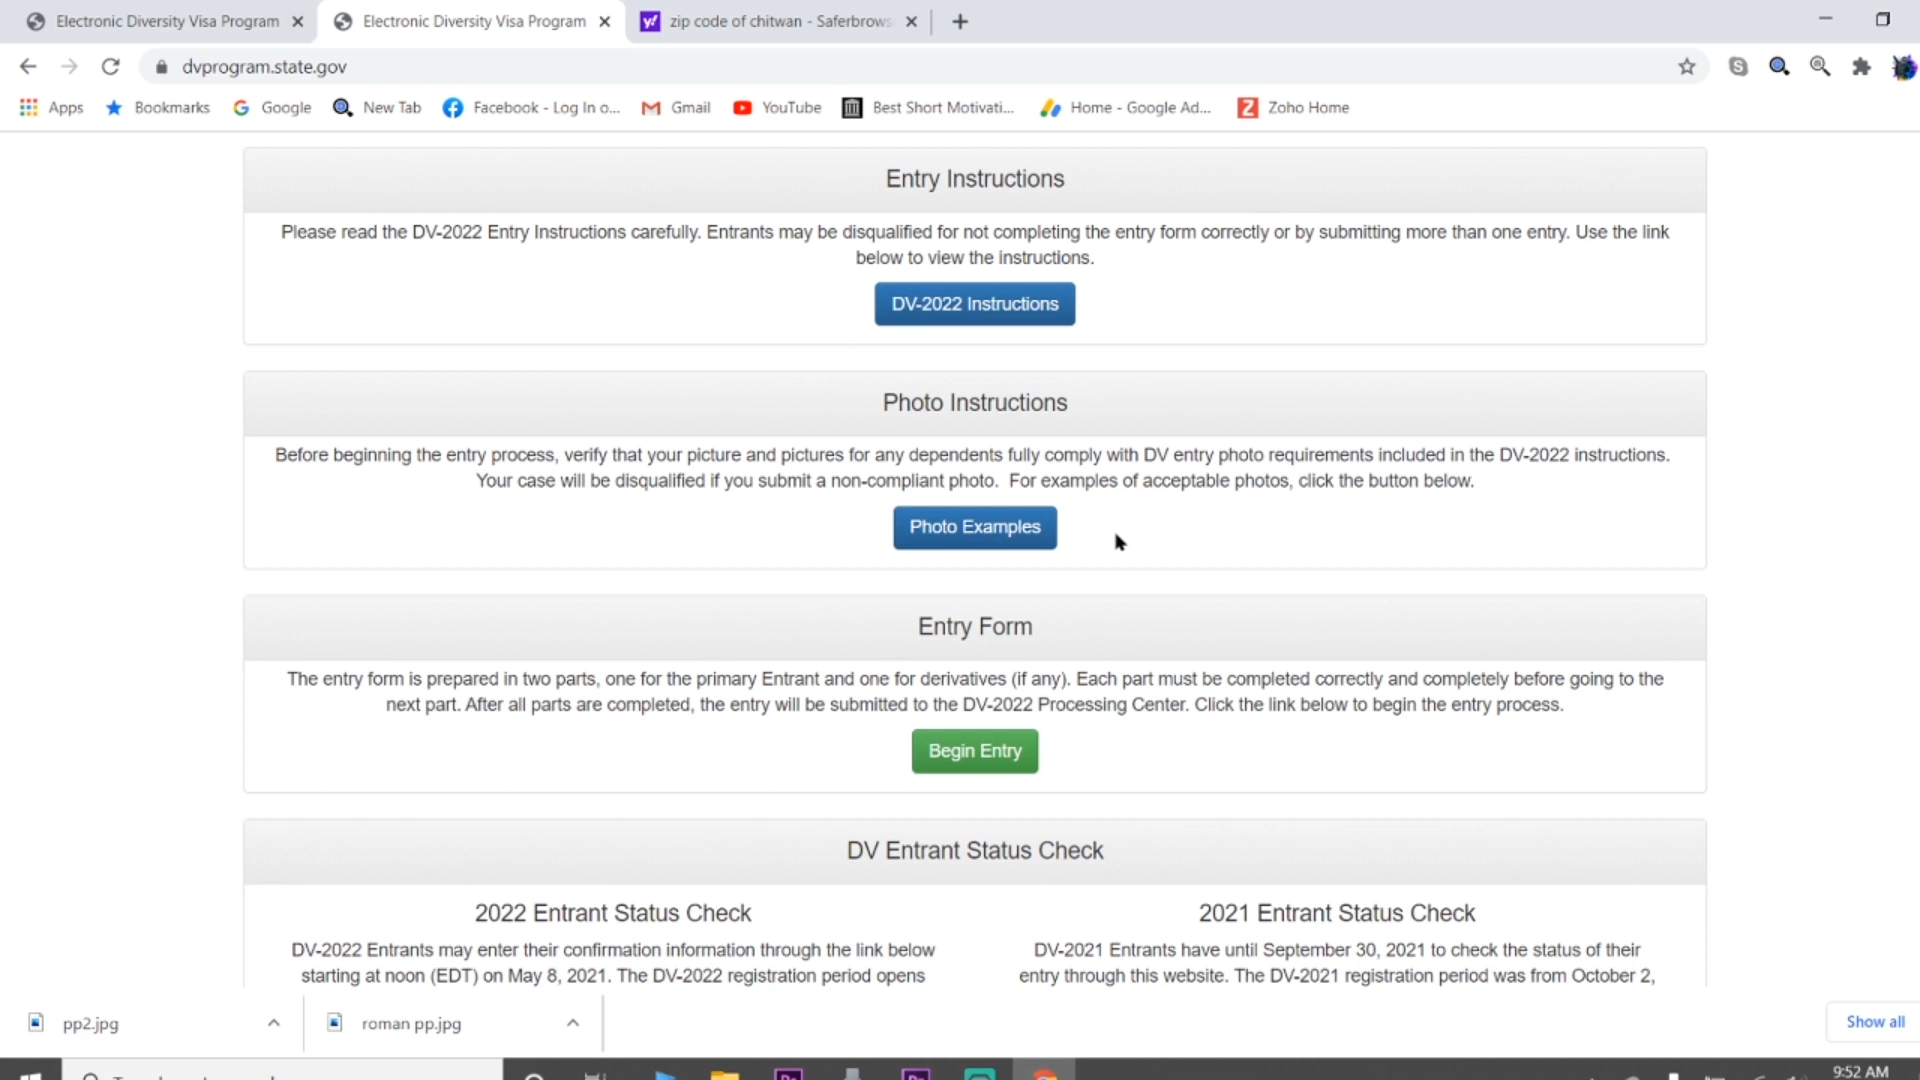 Electronic Diversity Visa Program
Electronic Diversity Visa Program
zip code of chitwan - Saferbrows
dvprogram.state.gov
Apps
Bookmarks
Google
New Tab
Facebook - Log In o...
Gmail
YouTube
Best Short Motivati...
Home - Google Ad...
Zoho Home
Entry Instructions
Please read the DV-2022 Entry Instructions carefully. Entrants may be disqualified for not completing the entry form correctly or by submitting more than one entry. Use the link
below to view the instructions.
DV-2022 Instructions
Photo Instructions
Before beginning the entry process, verify that your picture and pictures for any dependents fully comply with DV entry photo requirements included in the DV-2022 instructions.
Your case will be disqualified if you submit a non-compliant photo. For examples of acceptable photos, click the button below.
Photo Examples
Entry Form
The entry form is prepared in two parts, one for the primary Entrant and one for derivatives (if any). Each part must be completed correctly and completely before going to the
next part. After all parts are completed, the entry will be submitted to the DV-2022 Processing Center. Click the link below to begin the entry process.
Begin Entry
DV Entrant Status Check
2022 Entrant Status Check
DV-2022 Entrants may enter their confirmation information through the link below
starting at noon (EDT) on May 8, 2021. The DV-2022 registration period opens
2021 Entrant Status Check
DV-2021 Entrants have until September 30, 2021 to check the status of their
entry through this website. The DV-2021 registration period was from October 2,
pp2.jpg
roman pp.jpg
Show all
9:52 AM